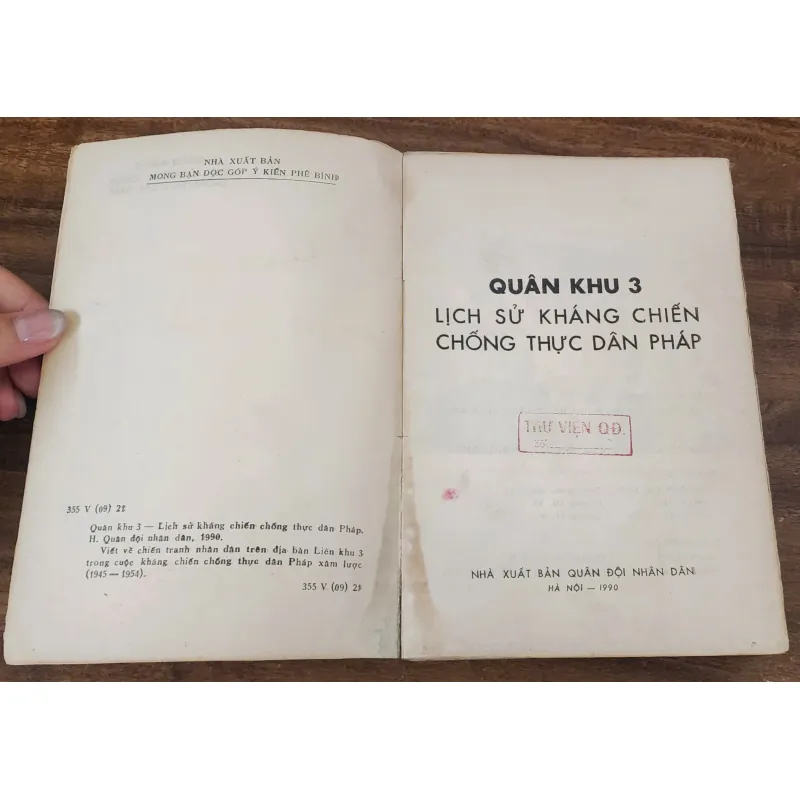 NHÀ XUẤT BẢN
MONG BẠN ĐỌC GÓP Ý KIẾN PHÊ BÌNH
355 V (09) 21
Quân khu 3 — Lịch sử kháng chiến chống thực dân Pháp.
H. Quân đội nhân dân, 1990.
Viết về chiến tranh nhân dân trên địa bàn Liên khu 3
trong cuộc kháng chiến chống thực dân Pháp xâm lược
(1945 — 1954).
355 V (09) 21
QUÂN KHU 3
LỊCH SỬ KHÁNG CHIẾN
CHỐNG THỰC DÂN PHÁP
THƯ VIỆN QĐ.
NHÀ XUẤT BẢN QUÂN ĐỘI NHÂN DÂN
HÀ NỘI — 1990